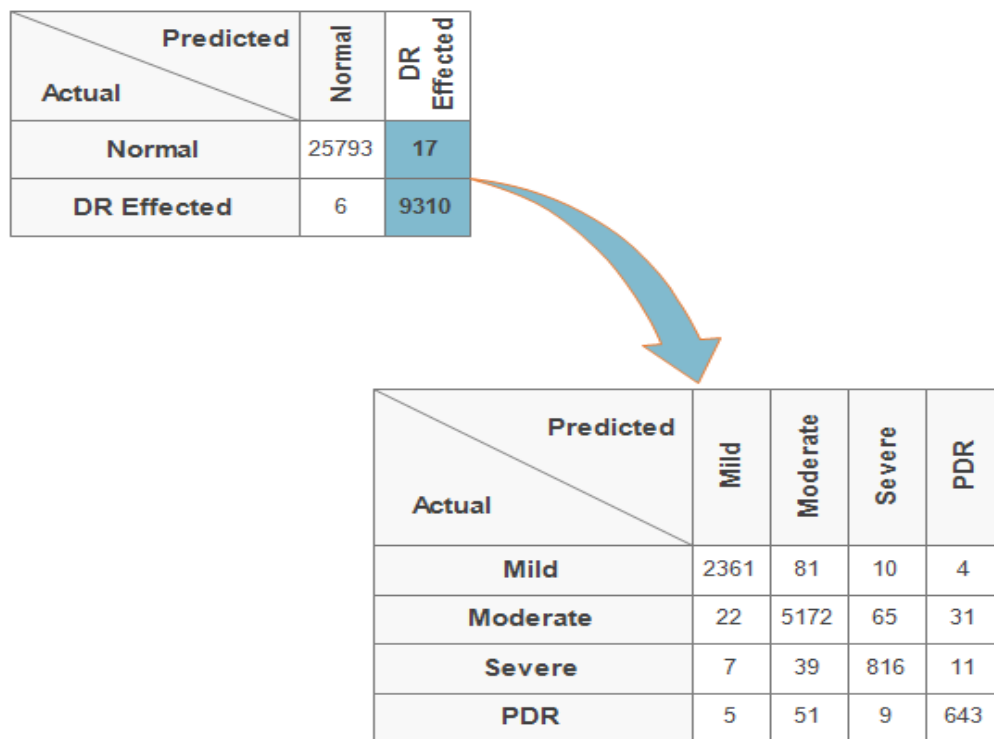 Predicted
Actual
Normal
DR
Effected
Normal 25793 17
DR Effected 6 9310
Predicted
Actual
Mild
Moderate
Severe
PDR
Mild 2361 81 10 4
Moderate 22 5172 65 31
Severe 7 39 816 11
PDR 5 51 9 643